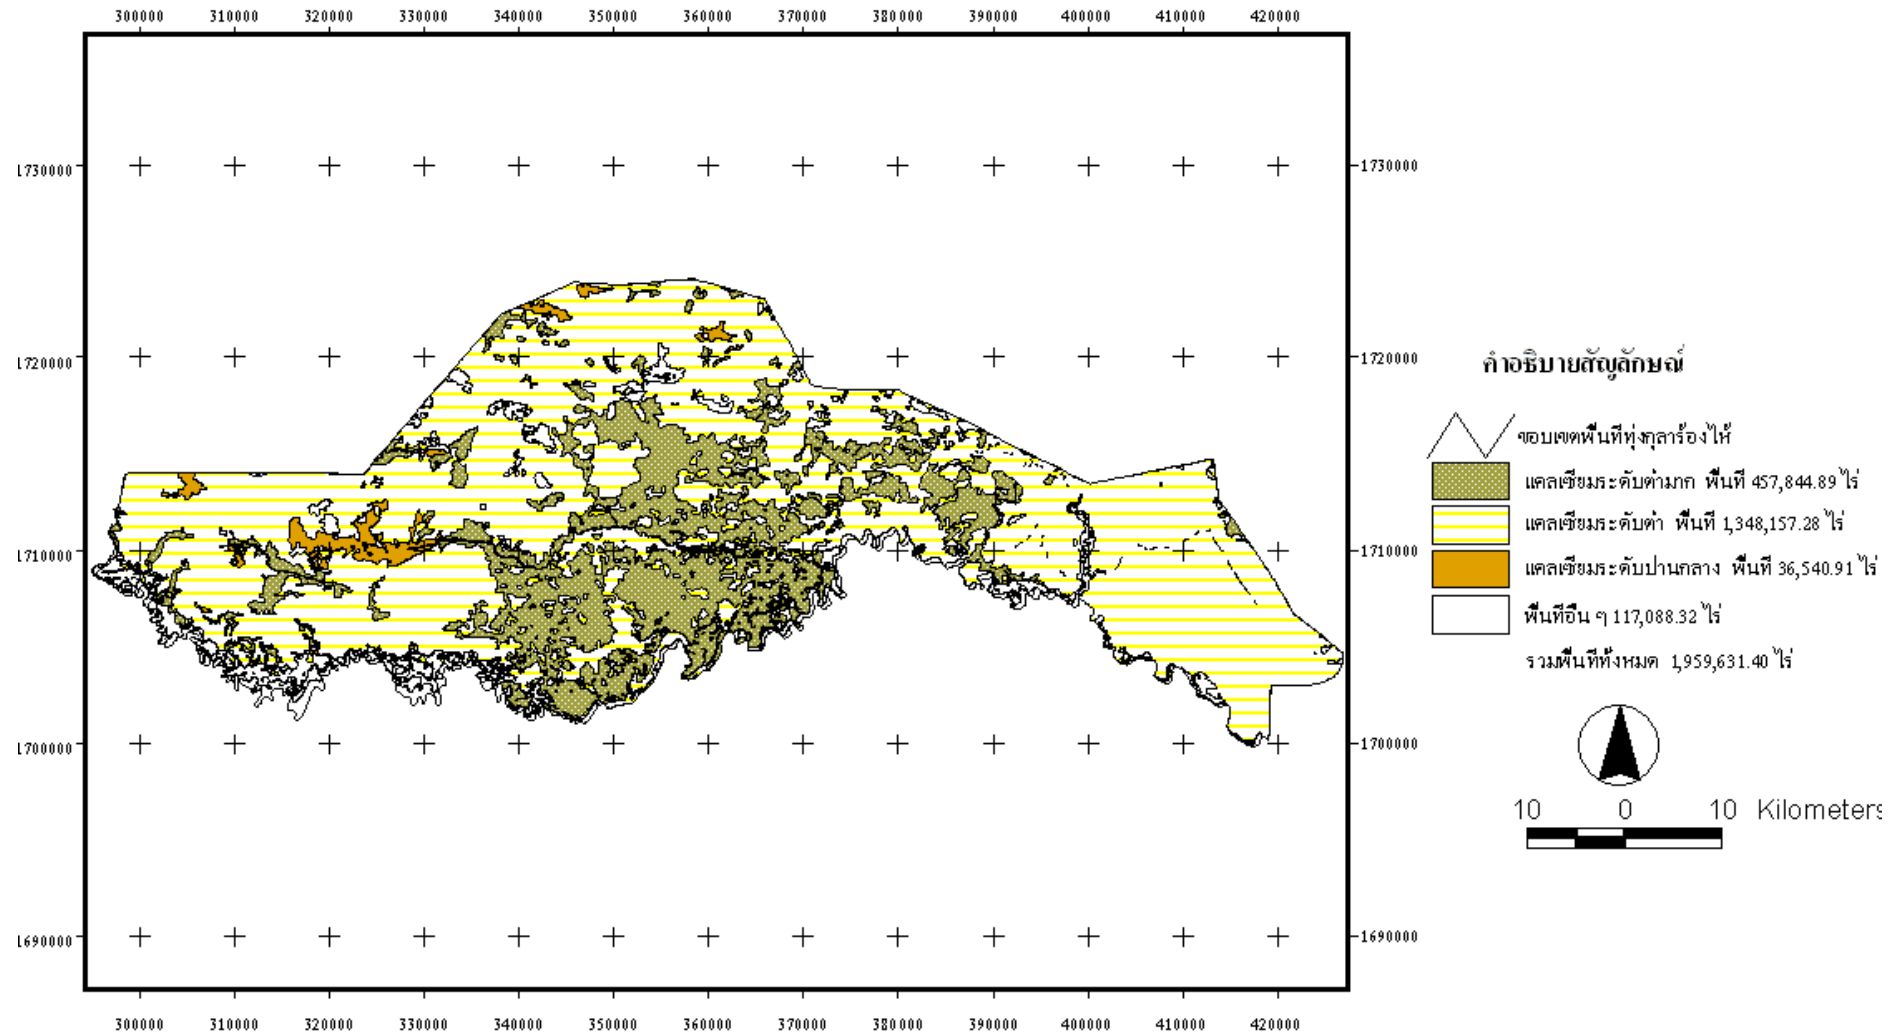 300000 310000 320000 330000 340000 350000 360000 370000 380000 390000 400000 410000 420000
1730000 1730000
1720000 1720000
คำอธิบายสัญลักษณ์
ขอบเขตพื้นที่ทุ่งกุลาร้องไห้
แคลเซียมระดับต่ำมาก พื้นที่ 457,844.89 ไร่
แคลเซียมระดับต่ำ พื้นที่ 1,348,157.28 ไร่
1710000 1710000
แคลเซียมระดับปานกลาง พื้นที่ 36,540.91 ไร่
พื้นที่อื่น ๆ 117,088.32 ไร่
รวมพื้นที่ทั้งหมด 1,959,631.40 ไร่
1700000 1700000
10 0 10 Kilometers
1690000 1690000
300000 310000 320000 330000 340000 350000 360000 370000 380000 390000 400000 410000 420000